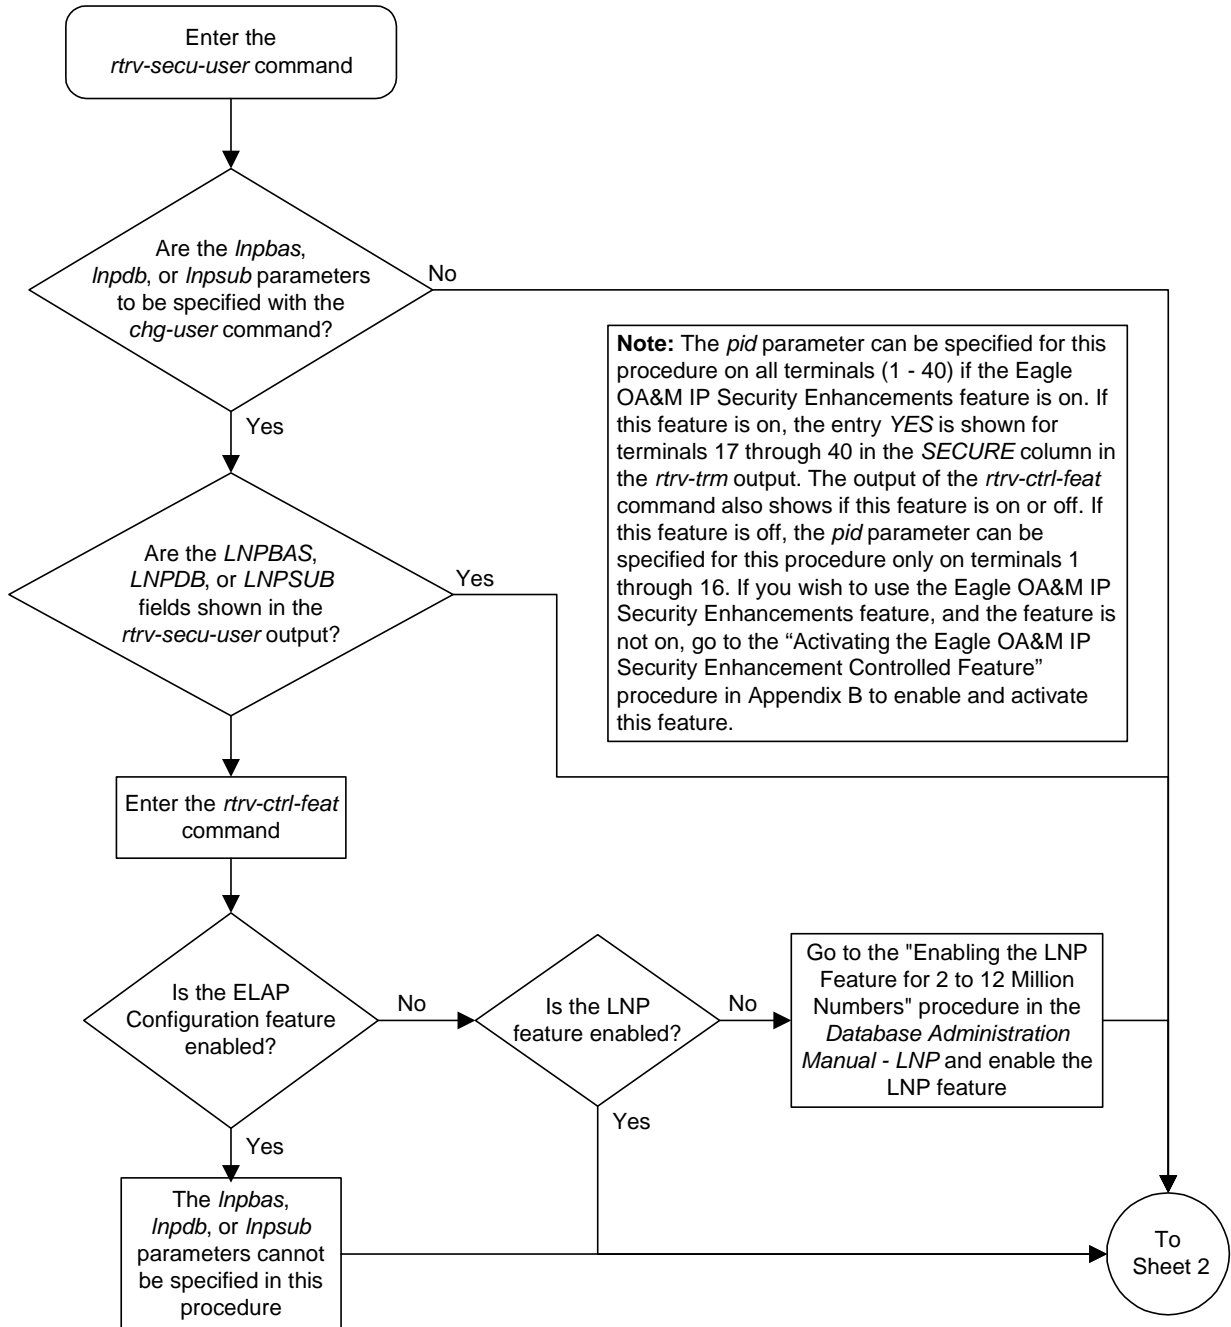 Enter the
rtrv-secu-user command
Are the lnpbas,
lnpdb, or lnpsub parameters
to be specified with the
chg-user command?
No
Yes
Note: The pid parameter can be specified for this
procedure on all terminals (1 - 40) if the Eagle
OA&M IP Security Enhancements feature is on. If
this feature is on, the entry YES is shown for
terminals 17 through 40 in the SECURE column in
the rtrv-trm output. The output of the rtrv-ctrl-feat
command also shows if this feature is on or off. If
this feature is off, the pid parameter can be
specified for this procedure only on terminals 1
through 16. If you wish to use the Eagle OA&M IP
Security Enhancements feature, and the feature is
not on, go to the “Activating the Eagle OA&M IP
Security Enhancement Controlled Feature”
procedure in Appendix B to enable and activate
this feature.
Are the LNPBAS,
LNPDB, or LNPSUB
fields shown in the
rtrv-secu-user output?
Yes
Enter the rtrv-ctrl-feat
command
Is the ELAP
Configuration feature
enabled?
No
Is the LNP
feature enabled?
No
Go to the "Enabling the LNP
Feature for 2 to 12 Million
Numbers" procedure in the
Database Administration
Manual - LNP and enable the
LNP feature
Yes
Yes
The lnpbas,
lnpdb, or lnpsub
parameters cannot
be specified in this
procedure
To
Sheet 2